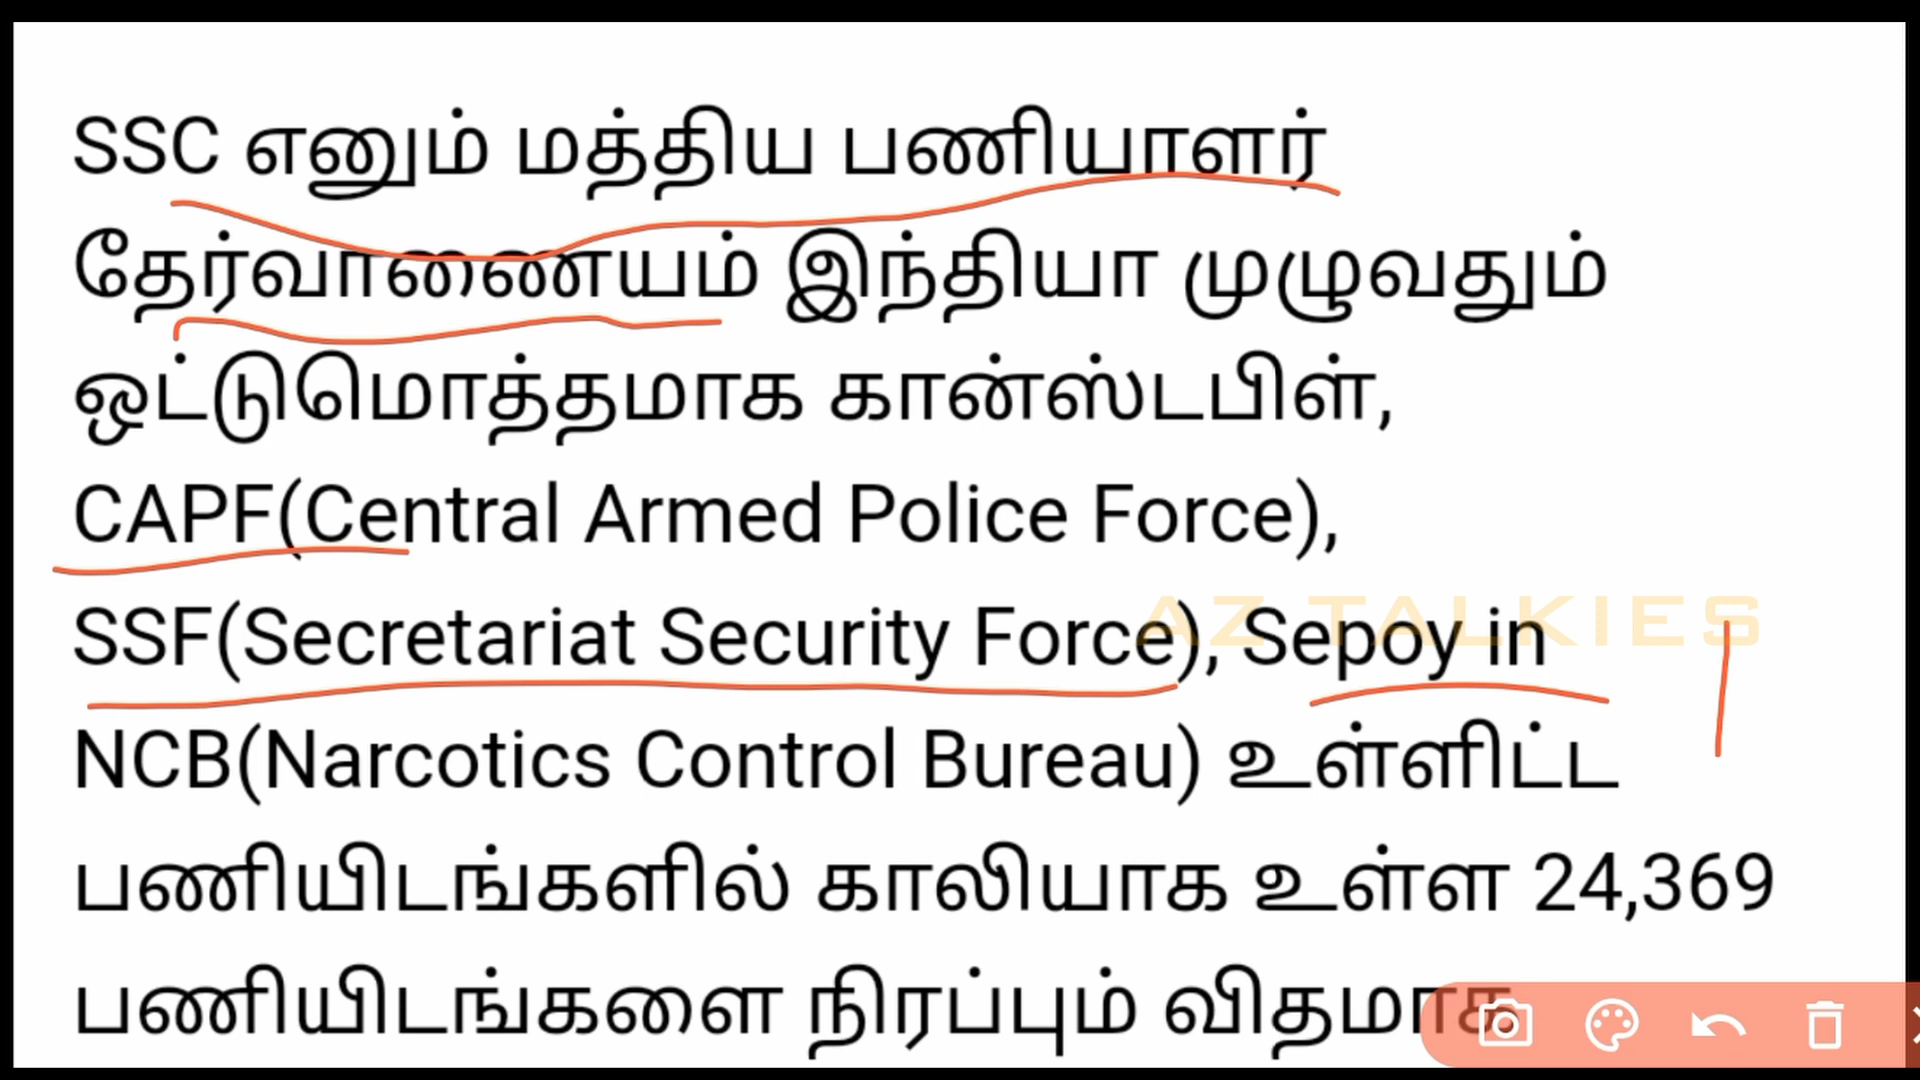 SSC எனும் மத்திய பணியாளர்
தேர்வாணையம் இந்தியா முழுவதும்
ஒட்டுமொத்தமாக கான்ஸ்டபிள்,
CAPF(Central Armed Police Force),
SSF(Secretariat Security Force), Sepoy in
AZ TALKIES
NCB(Narcotics Control Bureau) உள்ளிட்ட
பணியிடங்களில் காலியாக உள்ள 24,369
பணியிடங்களை நிரப்பும் விதமாக